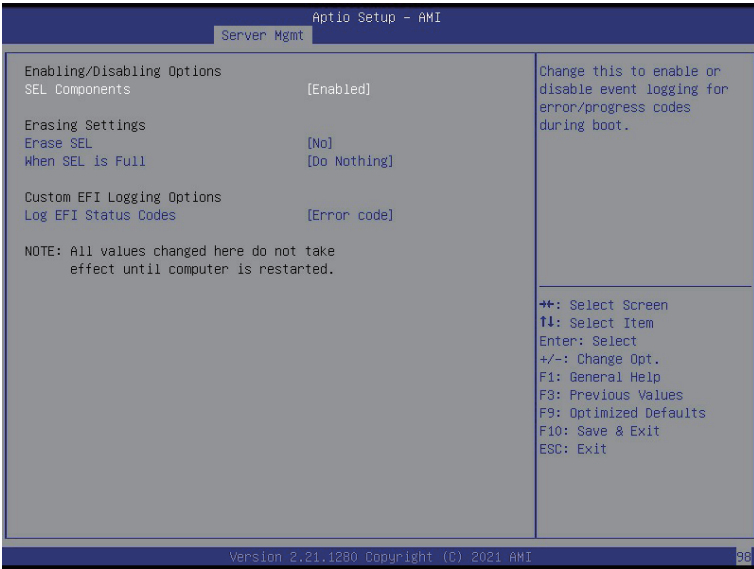 Aptio Setup – AMI
Server Mgmt
Enabling/Disabling Options
SEL Components [Enabled]
Erasing Settings
Erase SEL [No]
When SEL is Full [Do Nothing]
Custom EFI Logging Options
Log EFI Status Codes [Error code]
NOTE: All values changed here do not take
effect until computer is restarted.
Change this to enable or
disable event logging for
error/progress codes
during boot.
→←: Select Screen
↑↓: Select Item
Enter: Select
+/-: Change Opt.
F1: General Help
F3: Previous Values
F9: Optimized Defaults
F10: Save & Exit
ESC: Exit
Version 2.21.1280 Copyright (C) 2021 AMI
98